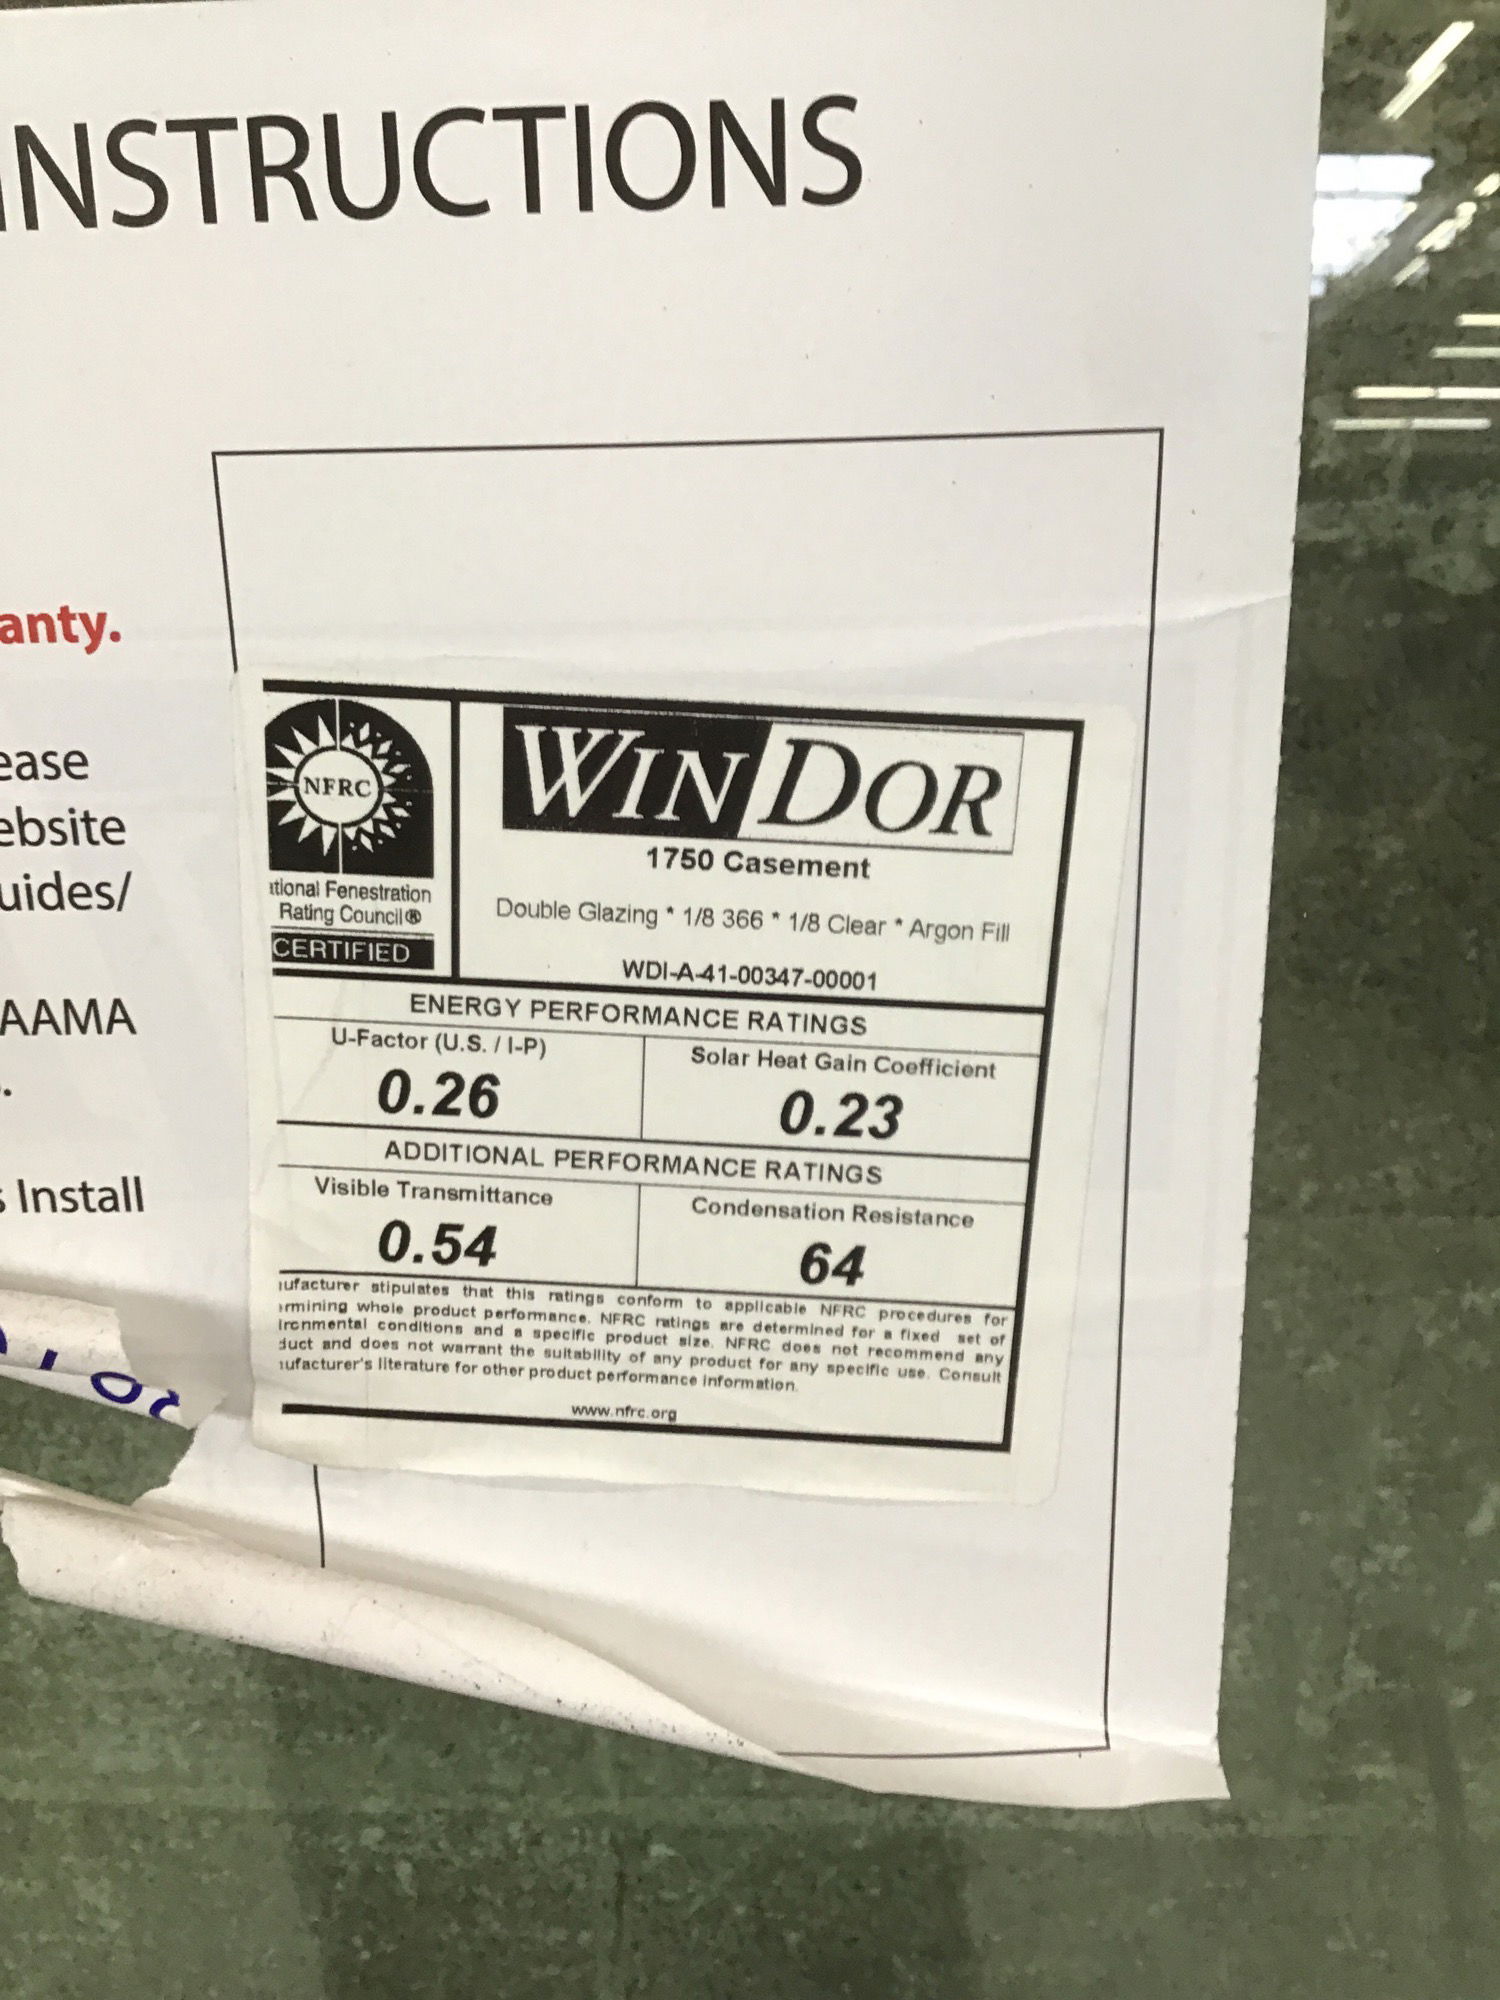 INSTRUCTIONS
anty.
ease
ebsite
uides/
AAMA
.
s Install
NFRC
tional Fenestration
Rating Council®
CERTIFIED
WINDOR
1750 Casement
Double Glazing * 1/8 366 * 1/8 Clear * Argon Fill
WDI-A-41-00347-00001
ENERGY PERFORMANCE RATINGS
U-Factor (U.S. / I-P)
0.26
Solar Heat Gain Coefficient
0.23
ADDITIONAL PERFORMANCE RATINGS
Visible Transmittance
0.54
Condensation Resistance
64
ufacturer stipulates that this ratings conform to applicable NFRC procedures for
rmining whole product performance. NFRC ratings are determined for a fixed set of
ironmental conditions and a specific product size. NFRC does not recommend any
duct and does not warrant the suitability of any product for any specific use. Consult
ufacturer's literature for other product performance information.
www.nfrc.org